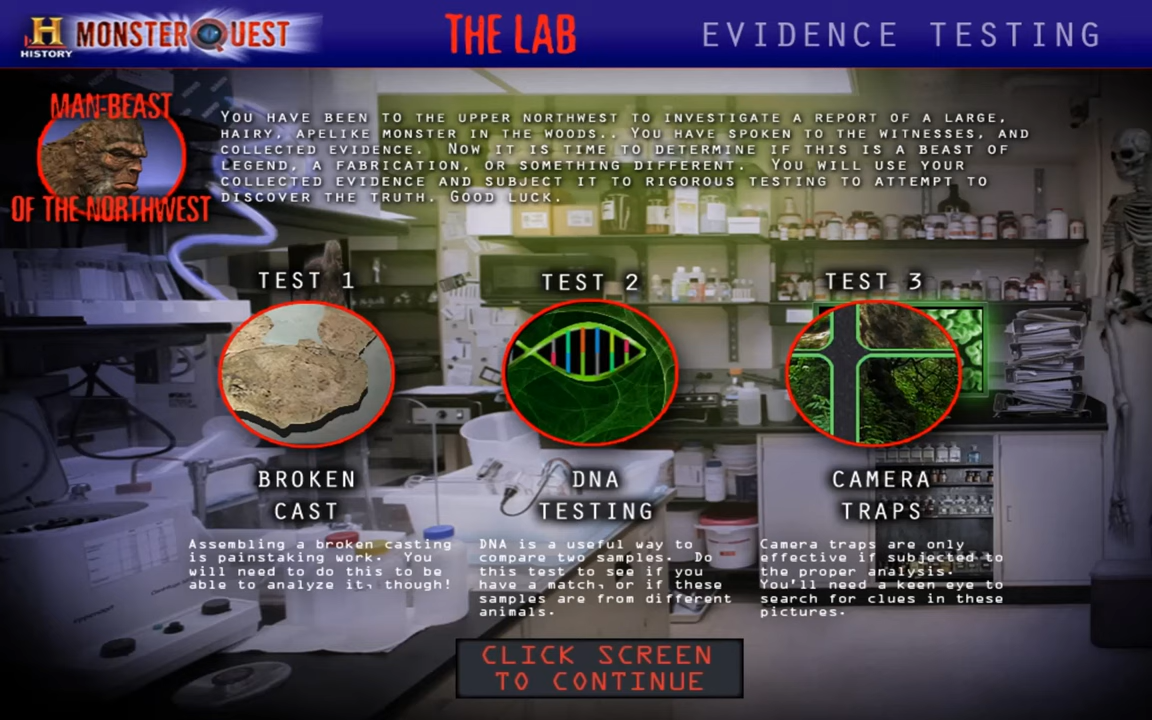 H
HISTORY
MONSTERQUEST
THE LAB
EVIDENCE TESTING
MAN-BEAST
OF THE NORTHWEST
YOU HAVE BEEN TO THE UPPER NORTHWEST TO INVESTIGATE A REPORT OF A LARGE,
HAIRY, APELIKE MONSTER IN THE WOODS.. YOU HAVE SPOKEN TO THE WITNESSES, AND
COLLECTED EVIDENCE. NOW IT IS TIME TO DETERMINE IF THIS IS A BEAST OF
LEGEND, A FABRICATION, OR SOMETHING DIFFERENT. YOU WILL USE YOUR
COLLECTED EVIDENCE AND SUBJECT IT TO RIGOROUS TESTING TO ATTEMPT TO
DISCOVER THE TRUTH. GOOD LUCK.
TEST 1
BROKEN
CAST
Assembling a broken casting
is painstaking work. You
will need to do this to be
able to analyze it, though!
TEST 2
DNA
TESTING
DNA is a useful way to
compare two samples. Do
this test to see if you
have a match, or if these
samples are from different
animals.
TEST 3
CAMERA
TRAPS
Camera traps are only
effective if subjected to
the proper analysis.
You'll need a keen eye to
search for clues in these
pictures.
CLICK SCREEN
TO CONTINUE